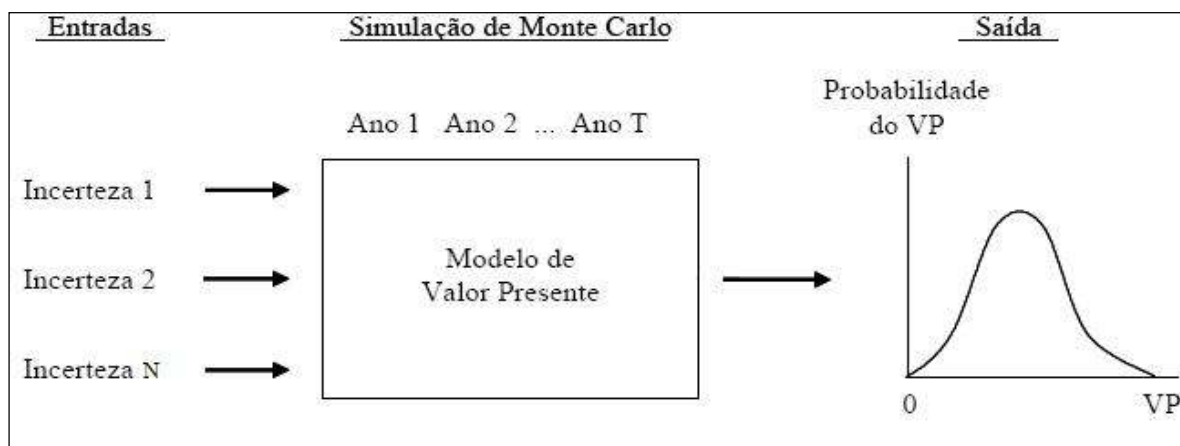 Entradas
Simulação de Monte Carlo
Saída
Probabilidade
do VP
Ano 1 Ano 2 ... Ano T
Incerteza 1
Incerteza 2
Incerteza N
Modelo de
Valor Presente
0
VP